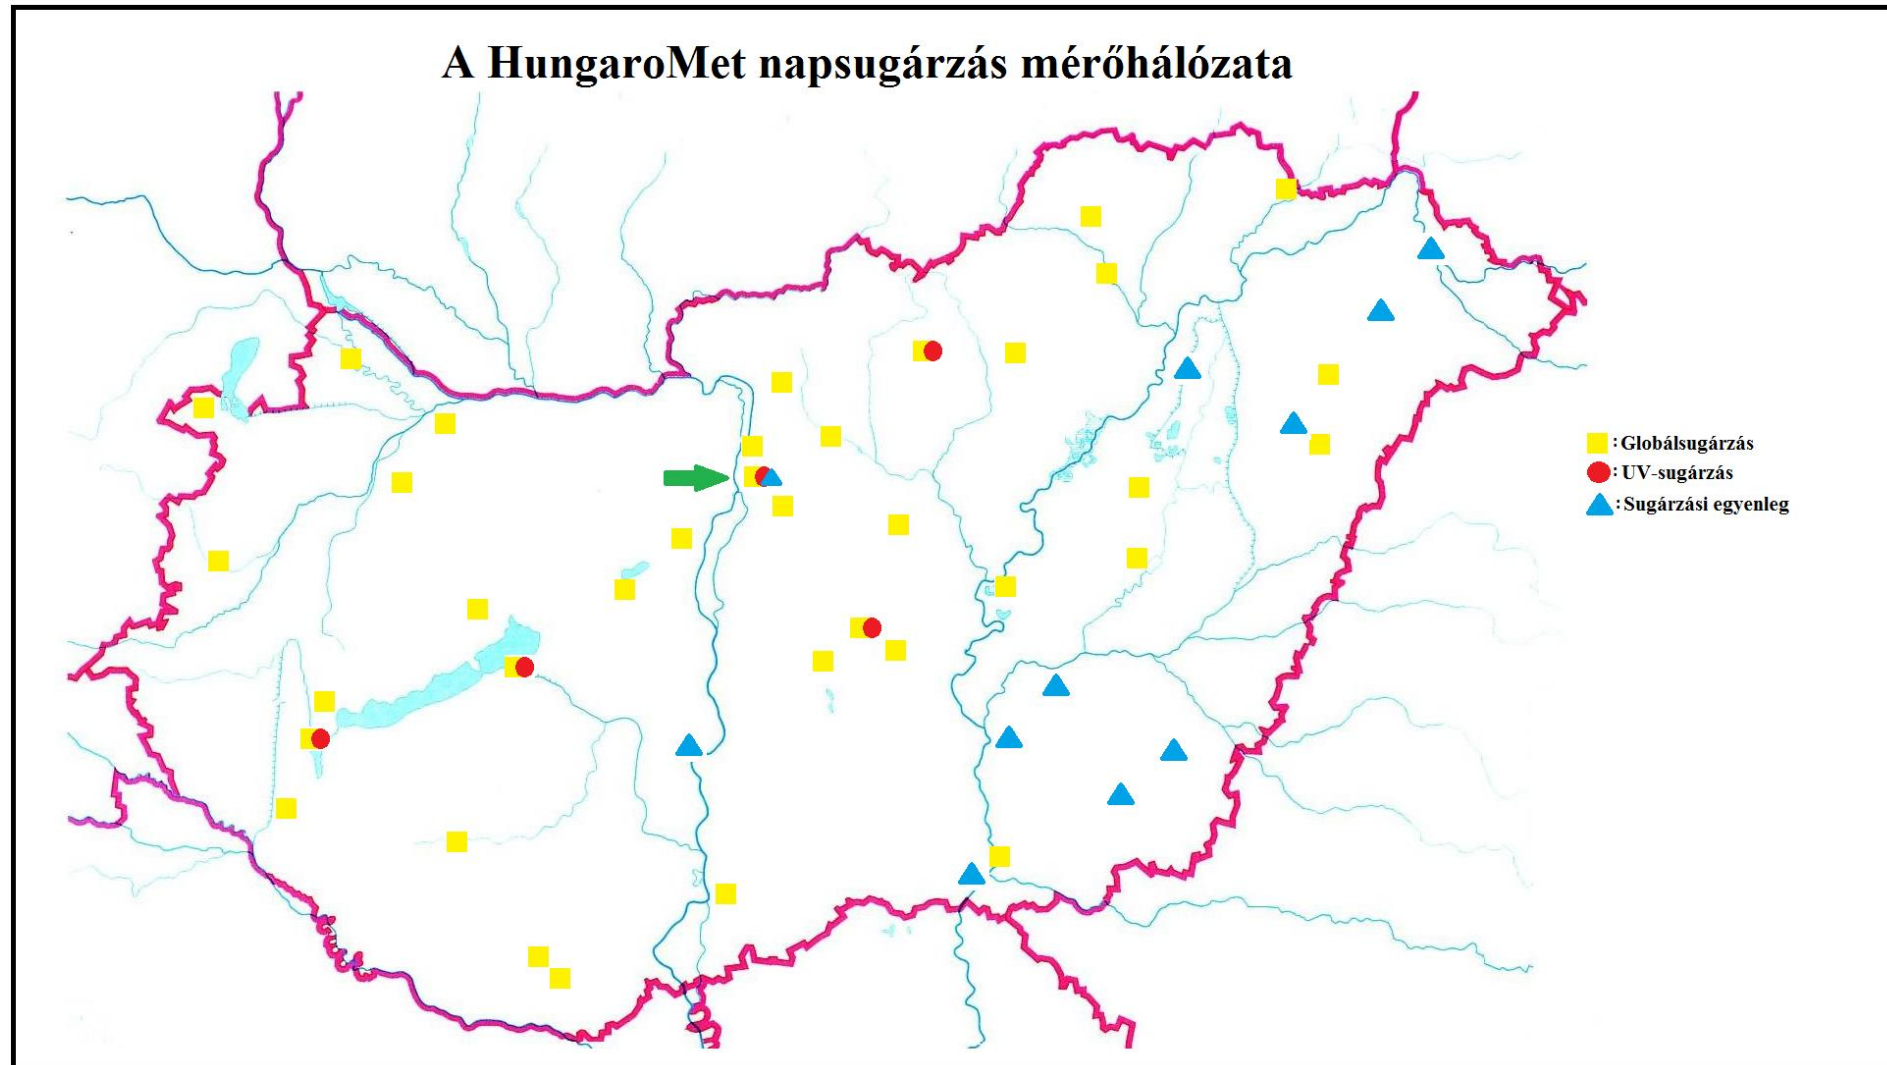 A HungaroMet napsugárzás mérőhálózata
: Globálsugárzás
: UV-sugárzás
: Sugárzási egyenleg